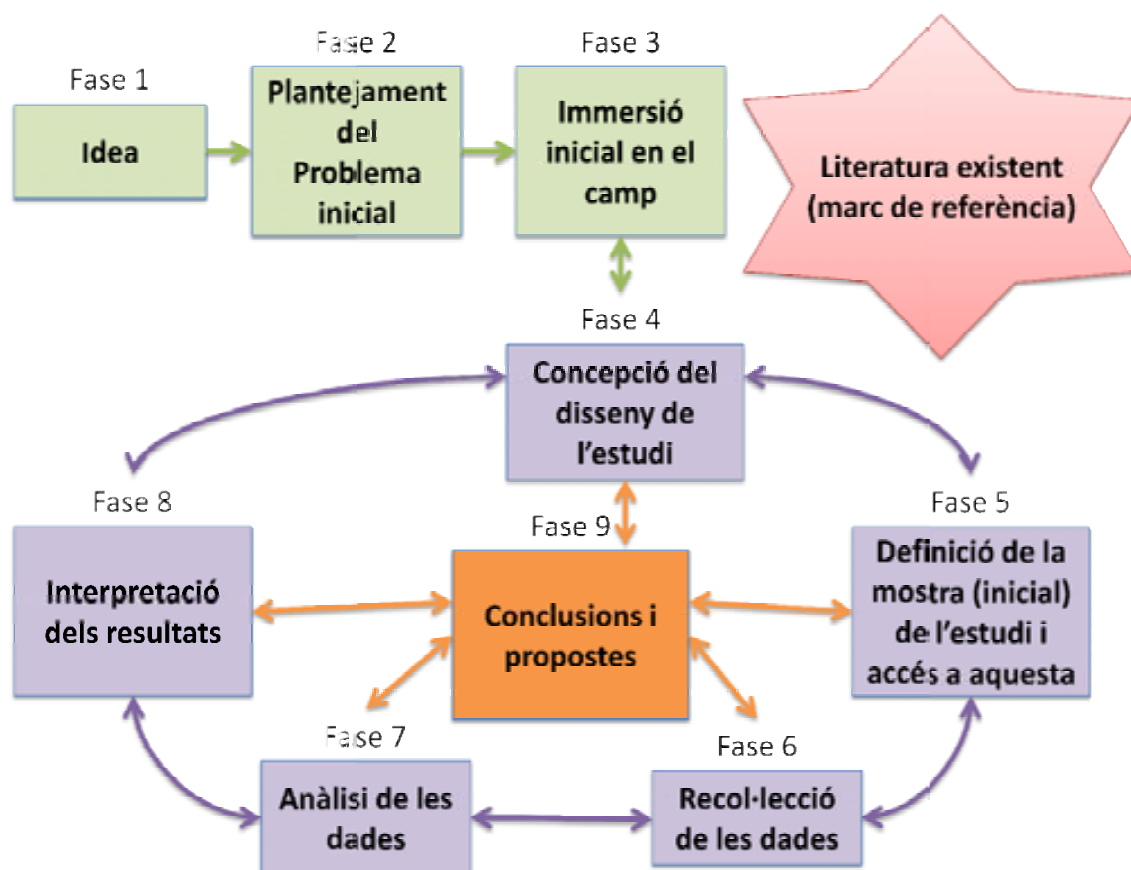 Fase 1
Idea
Fase 2
Plantejament
del
Problema
inicial
Fase 3
Immersió
inicial en el
camp
Literatura existent
(marc de referència)
Fase 4
Concepció del
disseny de
l'estudi
Fase 8
Interpretació
dels resultats
Fase 9
Conclusions i
propostes
Fase 5
Definició de la
mostra (inicial)
de l'estudi i
accés a aquesta
Fase 7
Anàlisi de les
dades
Fase 6
Recol·lecció
de les dades